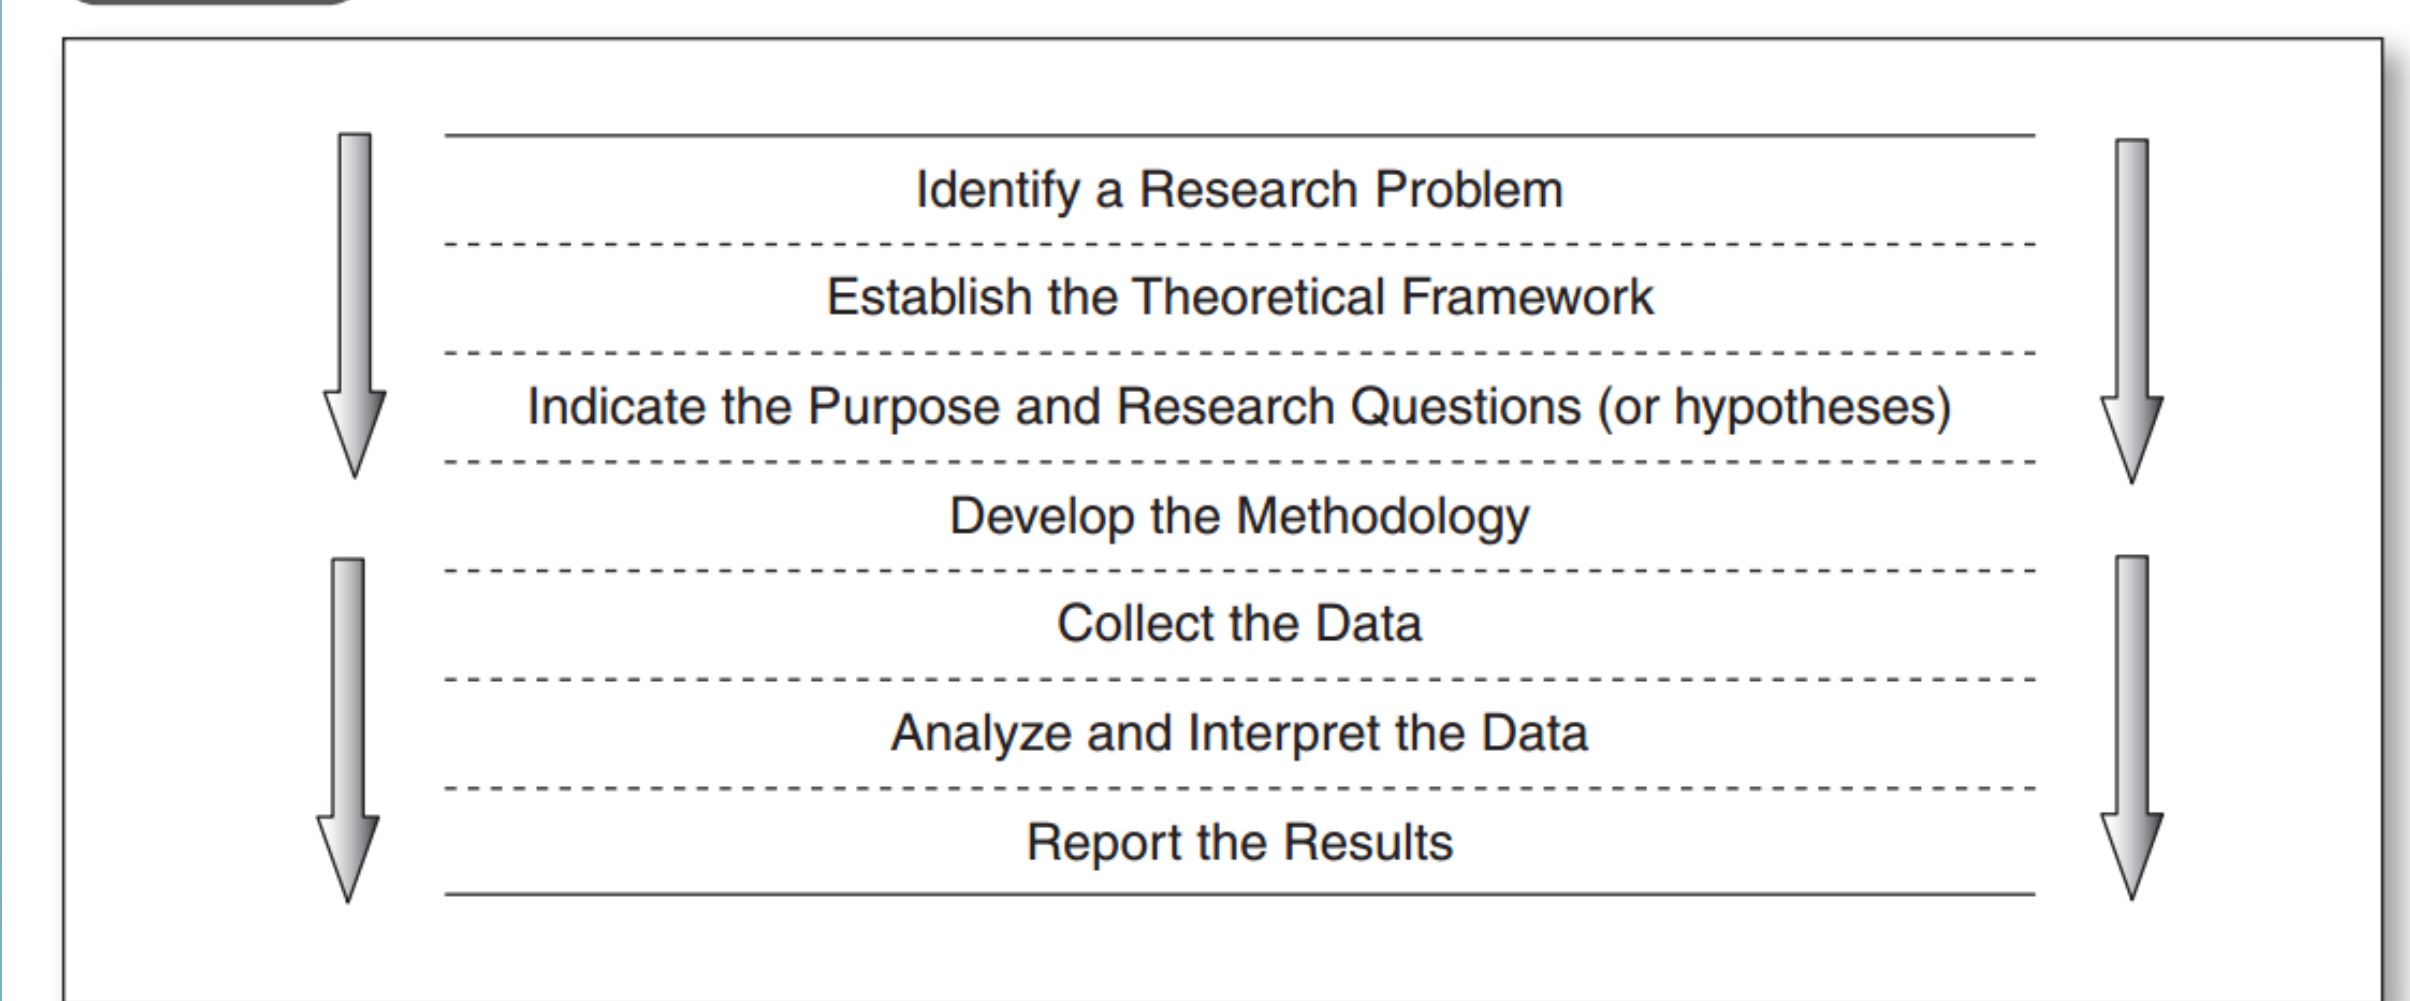 Identify a Research Problem
Establish the Theoretical Framework
Indicate the Purpose and Research Questions (or hypotheses)
Develop the Methodology
Collect the Data
Analyze and Interpret the Data
Report the Results